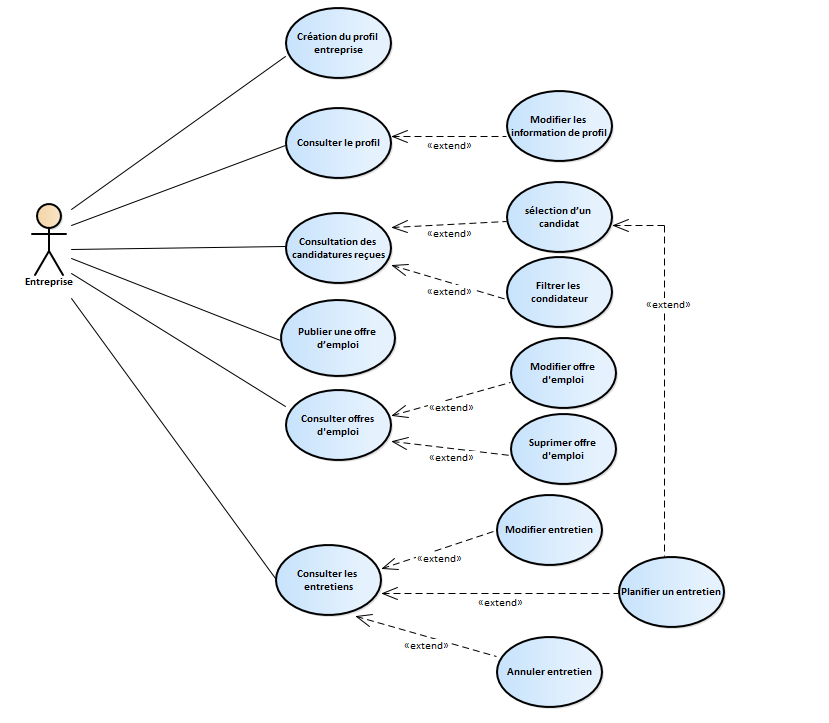 Création du profil
entreprise
Modifier les
information de profil
Consulter le profil
«extend»
sélection d’un
candidat
Consultation des
candidatures reçues
«extend»
Entreprise
Filtrer les
condidateur
«extend»
«extend»
Publier une offre
d’emploi
Modifier offre
d'emploi
«extend»
Consulter offres
d'emploi
Suprimer offre
d'emploi
«extend»
Modifier entretien
«extend»
Consulter les
entretiens
Planifier un entretien
«extend»
«extend»
Annuler entretien